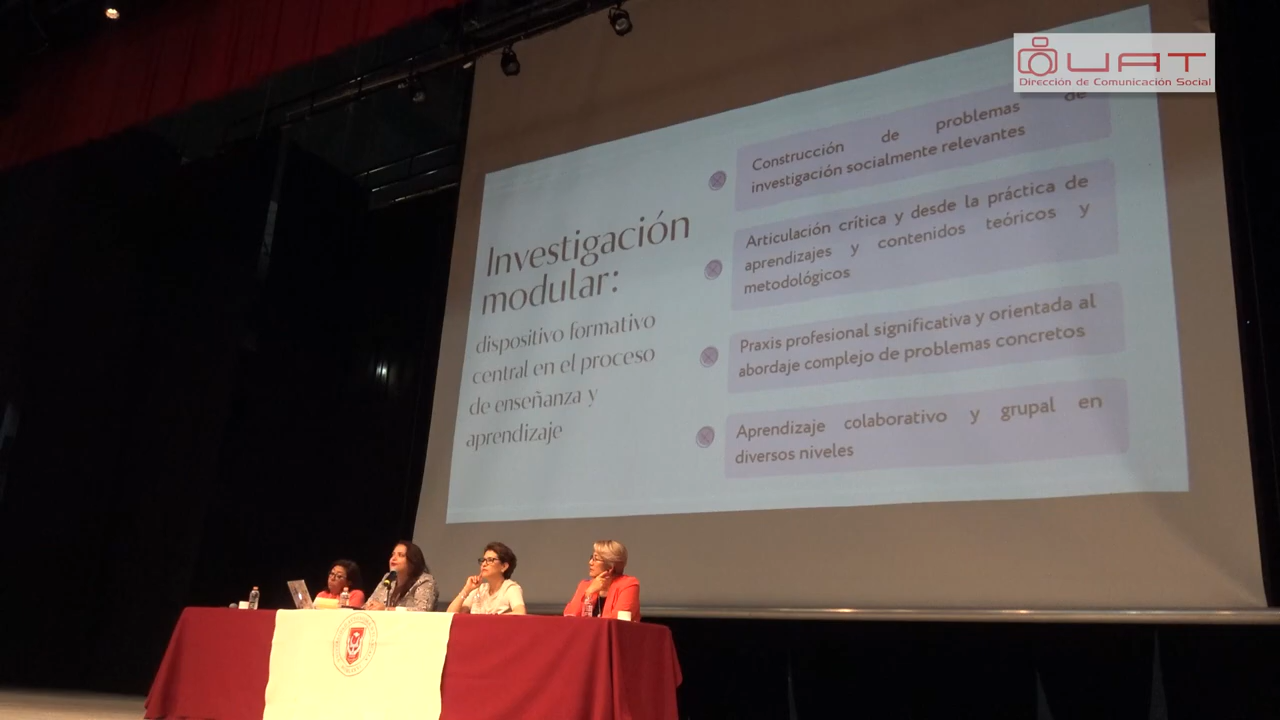 UAT
Dirección de Comunicación Social
Investigación
modular:
dispositivo formativo
central en el proceso
de enseñanza y
aprendizaje
Construcción de problemas de
investigación socialmente relevantes
Articulación crítica y desde la práctica de
aprendizajes y contenidos teóricos y
metodológicos
Praxis profesional significativa y orientada al
abordaje complejo de problemas concretos
Aprendizaje colaborativo y grupal en
diversos niveles